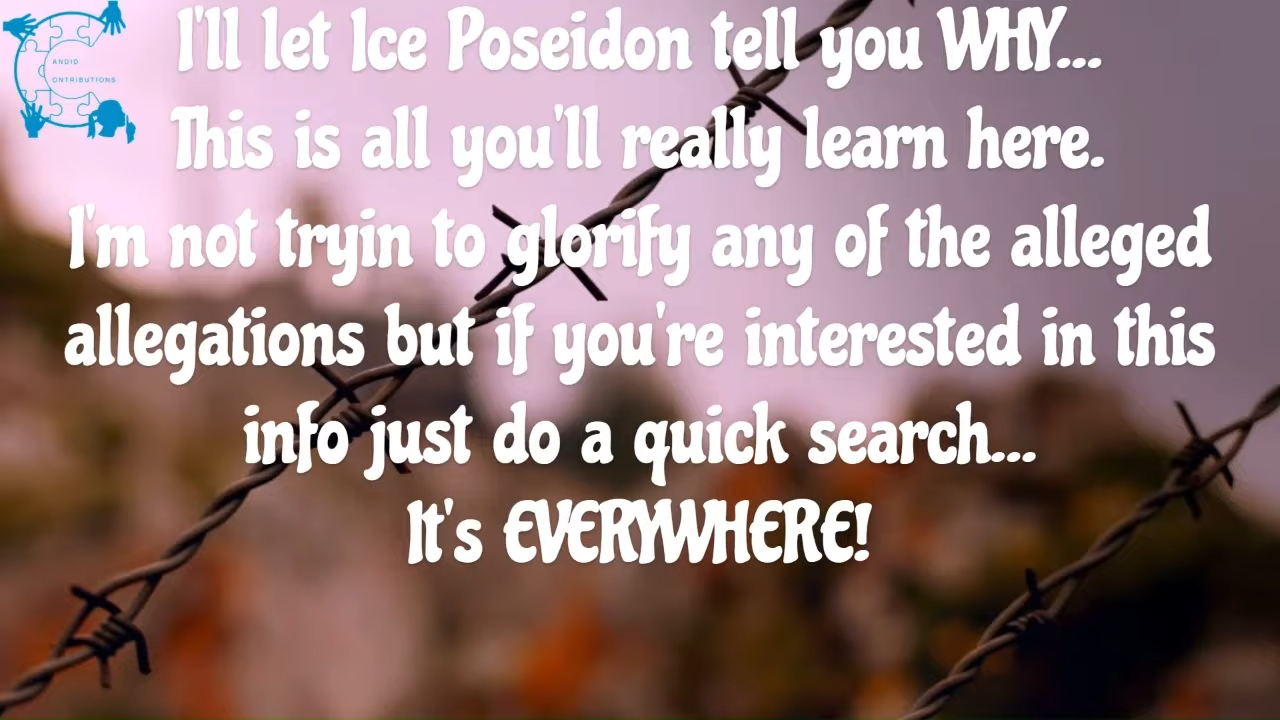 ANDID
ONTRIBUTIONS
I'll let Ice Poseidon tell you WHY...
This is all you'll really learn here.
I'm not tryin to glorify any of the alleged
allegations but if you're interested in this
info just do a quick search...
It's EVERYWHERE!